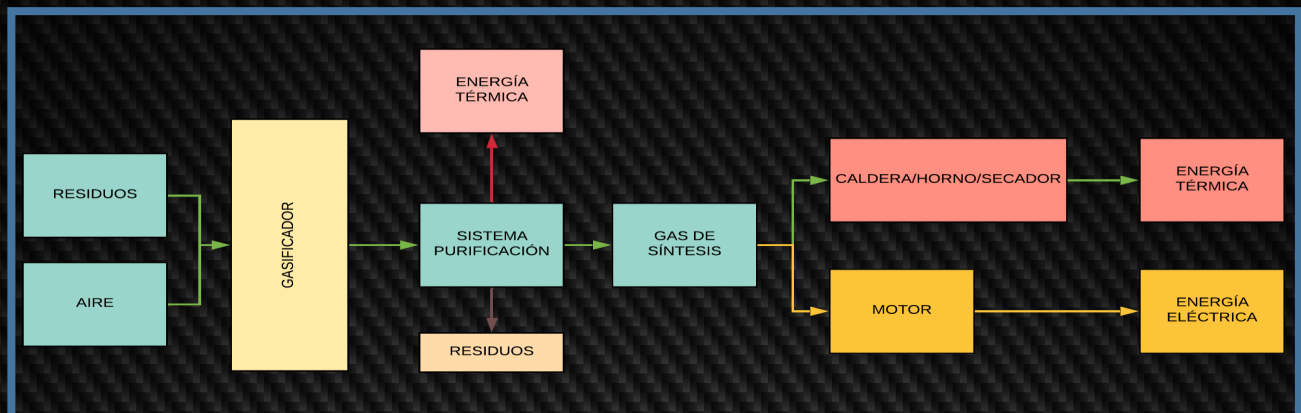 RESIDUOS
AIRE
GASIFICADOR
ENERGÍA
TÉRMICA
SISTEMA
PURIFICACIÓN
RESIDUOS
GAS DE
SÍNTESIS
CALDERA/HORNO/SECADOR
ENERGÍA
TÉRMICA
MOTOR
ENERGÍA
ELÉCTRICA